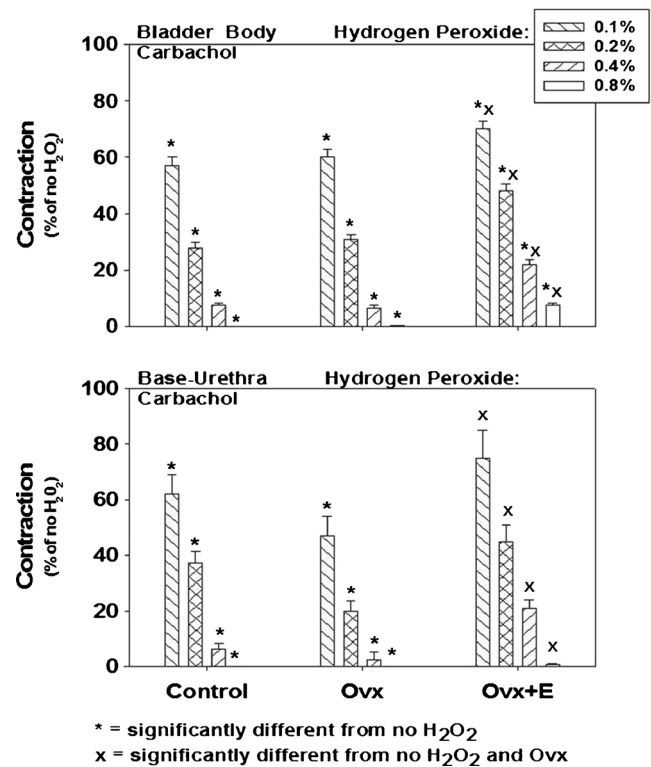 Bladder Body Hydrogen Peroxide:
Carbachol
0.1%
0.2%
0.4%
0.8%
Contraction
(% of no H2O2)
100
80
60
40
20
0
* * * *
* * * *
*x *x *x *x
Base-Urethra Hydrogen Peroxide:
Carbachol
Contraction
(% of no H2O2)
100
80
60
40
20
0
* * * *
* * * *
x x x x
Control Ovx Ovx+E
* = significantly different from no H2O2
x = significantly different from no H2O2 and Ovx